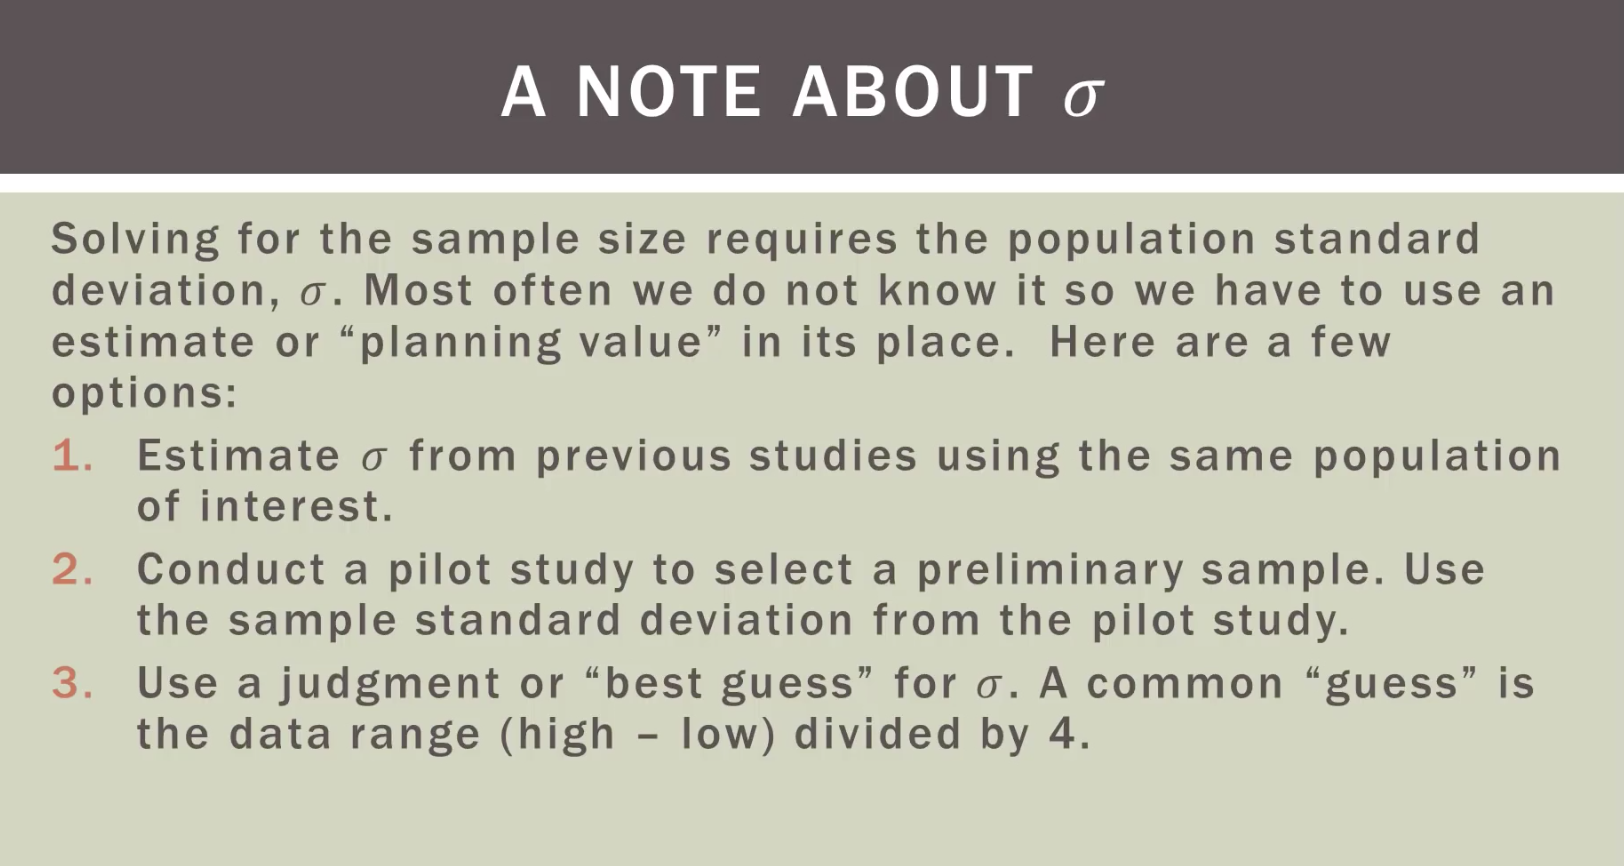 A NOTE ABOUT σ
Solving for the sample size requires the population standard
deviation, σ. Most often we do not know it so we have to use an
estimate or “planning value” in its place.  Here are a few
options:
1. Estimate σ from previous studies using the same population
of interest.
2. Conduct a pilot study to select a preliminary sample. Use
the sample standard deviation from the pilot study.
3. Use a judgment or “best guess” for σ. A common “guess” is
the data range (high – low) divided by 4.